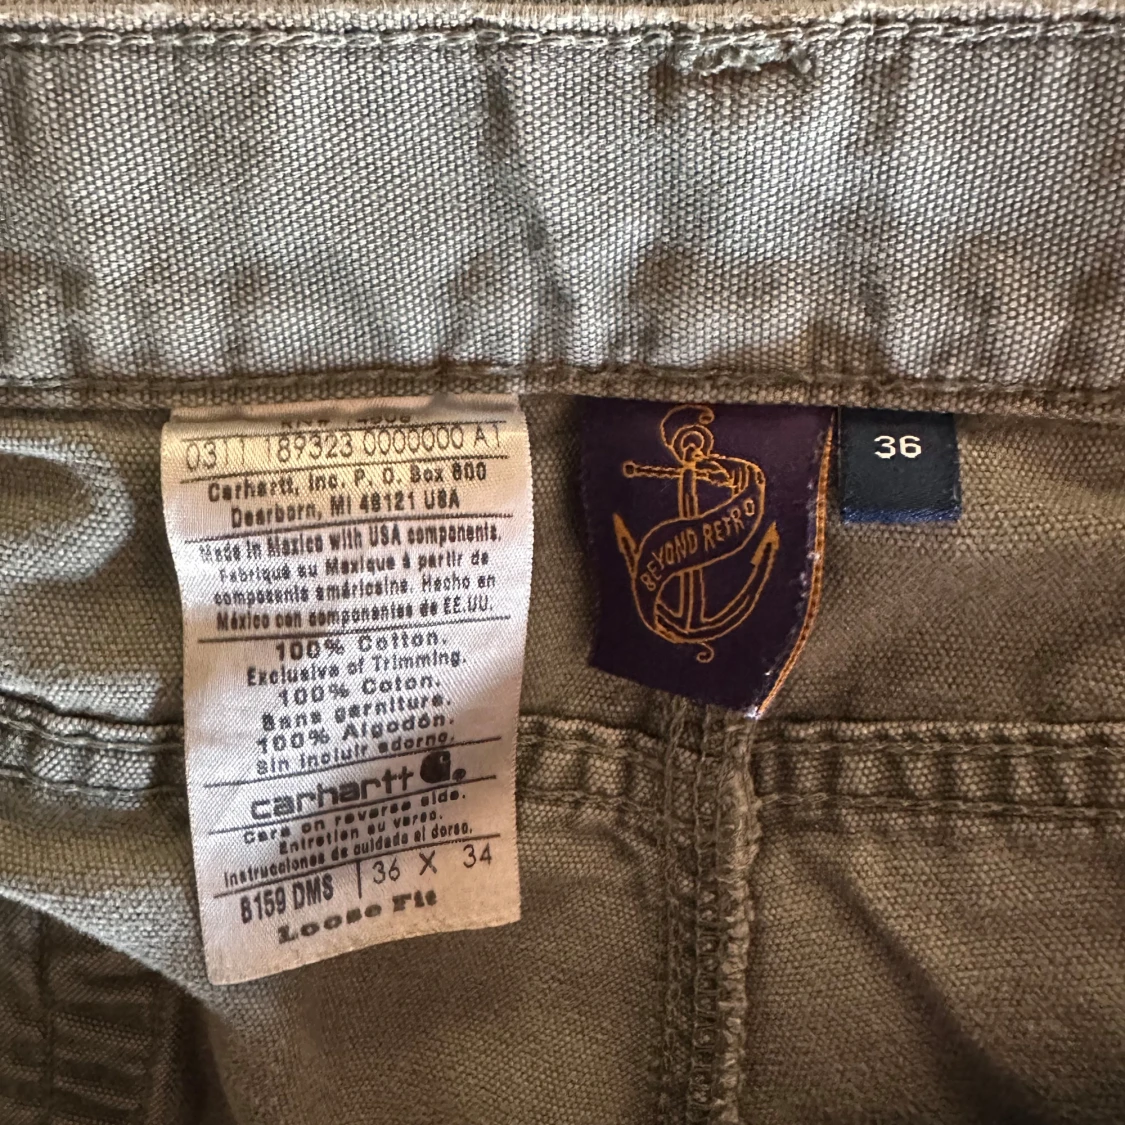 0311 189323 0000000 A1
Carhartt, Inc. P. O. Box 600
Dearborn, MI 48121 USA
Made in Mexico with USA components.
Fabriqué au Mexique à partir de
composants américains. Hecho en
México con componentes de EE.UU.
100% Cotton.
Exclusive of Trimming.
100% Coton.
Sans garniture.
100% Algodón.
Sin incluir adorno.
carhartt
Care on reverse side.
Entretien au verso.
Instrucciones de cuidado al dorso.
8159 DMS 36 X 34
Loose Fit
BEYOND RETRO
36